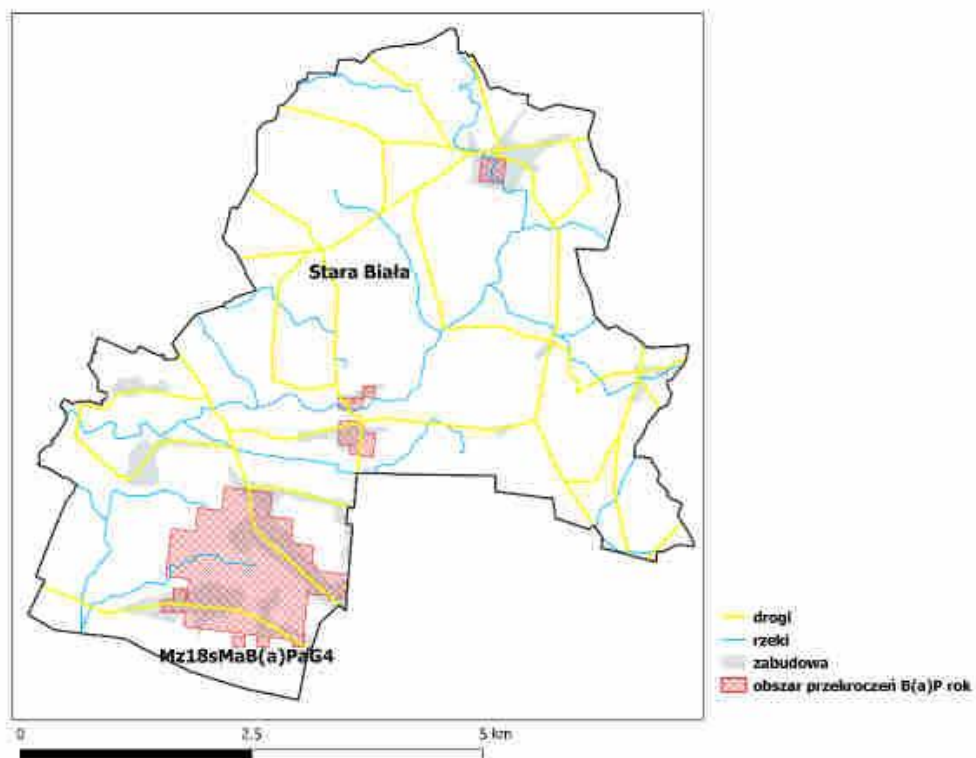 Stara Biała
Mz18sMaB(a)PaG4
drogi
rzeki
zabudowa
obszar przekroczeń B(a)P rok
0
2.5
5 km